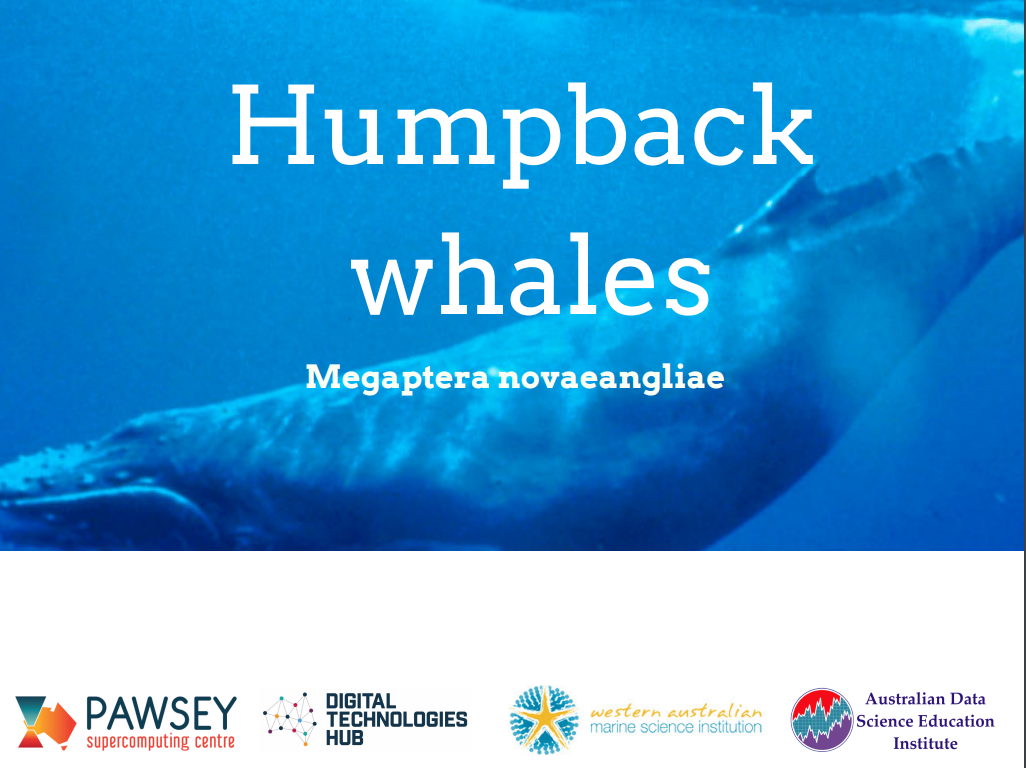 Humpback
whales
Megaptera novaeangliae
PAWSEY
supercomputing centre
DIGITAL
TECHNOLOGIES
HUB
western australian
marine science institution
Australian Data
Science Education
Institute